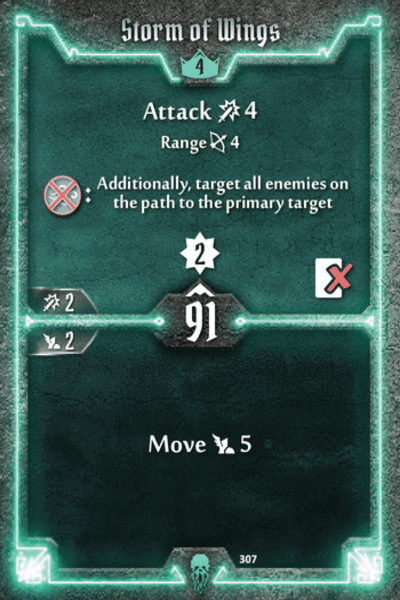 Storm of Wings
4
Attack 4
Range 4
: Additionally, target all enemies on
the path to the primary target
2
2
91
2
Move 5
307